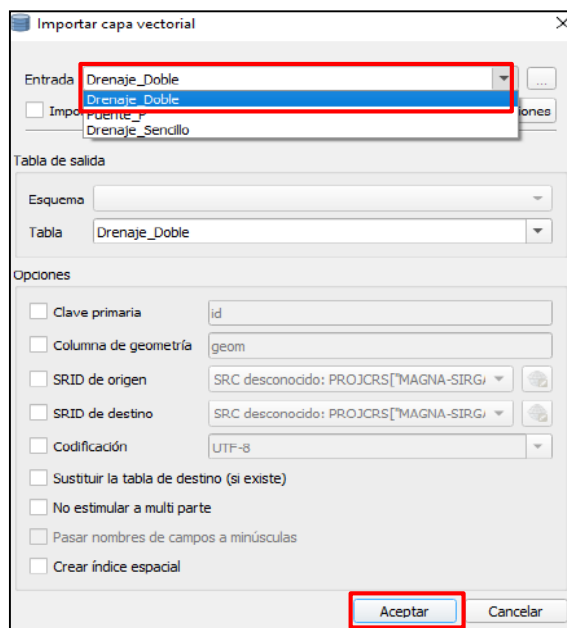 Importar capa vectorial
Entrada Drenaje_Doble ...
Drenaje_Doble
Puente_P
Drenaje_Sencillo
Impo iones
Tabla de salida
Esquema
Tabla Drenaje_Doble
Opciones
Clave primaria id
Columna de geometría geom
SRID de origen SRC desconocido: PROJCRS["MAGNA-SIRGA
SRID de destino SRC desconocido: PROJCRS["MAGNA-SIRGA
Codificación UTF-8
Sustituir la tabla de destino (si existe)
No estimular a multi parte
Pasar nombres de campos a minúsculas
Crear índice espacial
Aceptar Cancelar